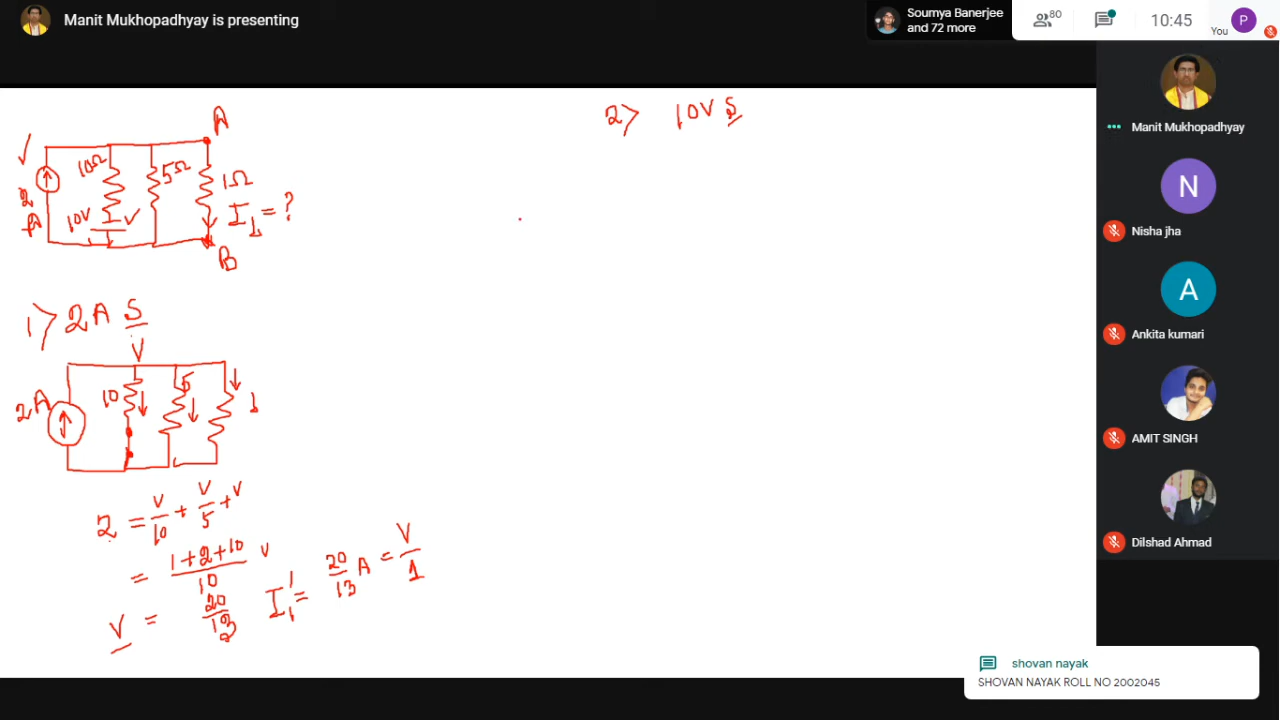 Manit Mukhopadhyay is presenting
Soumya Banerjee
and 72 more
80
10:45
You
P
A
10Ω
5Ω
1Ω
2
A
10V
I₁ = ?
B
1> 2A S
V
2A
10
5
1
2 = V/10 + V/5 + V
= (1+2+10)/10 V
V = 20/13
I₁' = 20/13 A = V/1
2> 10V S
Manit Mukhopadhyay
N
Nisha jha
A
Ankita kumari
AMIT SINGH
Dilshad Ahmad
shovan nayak
SHOVAN NAYAK ROLL NO 2002045